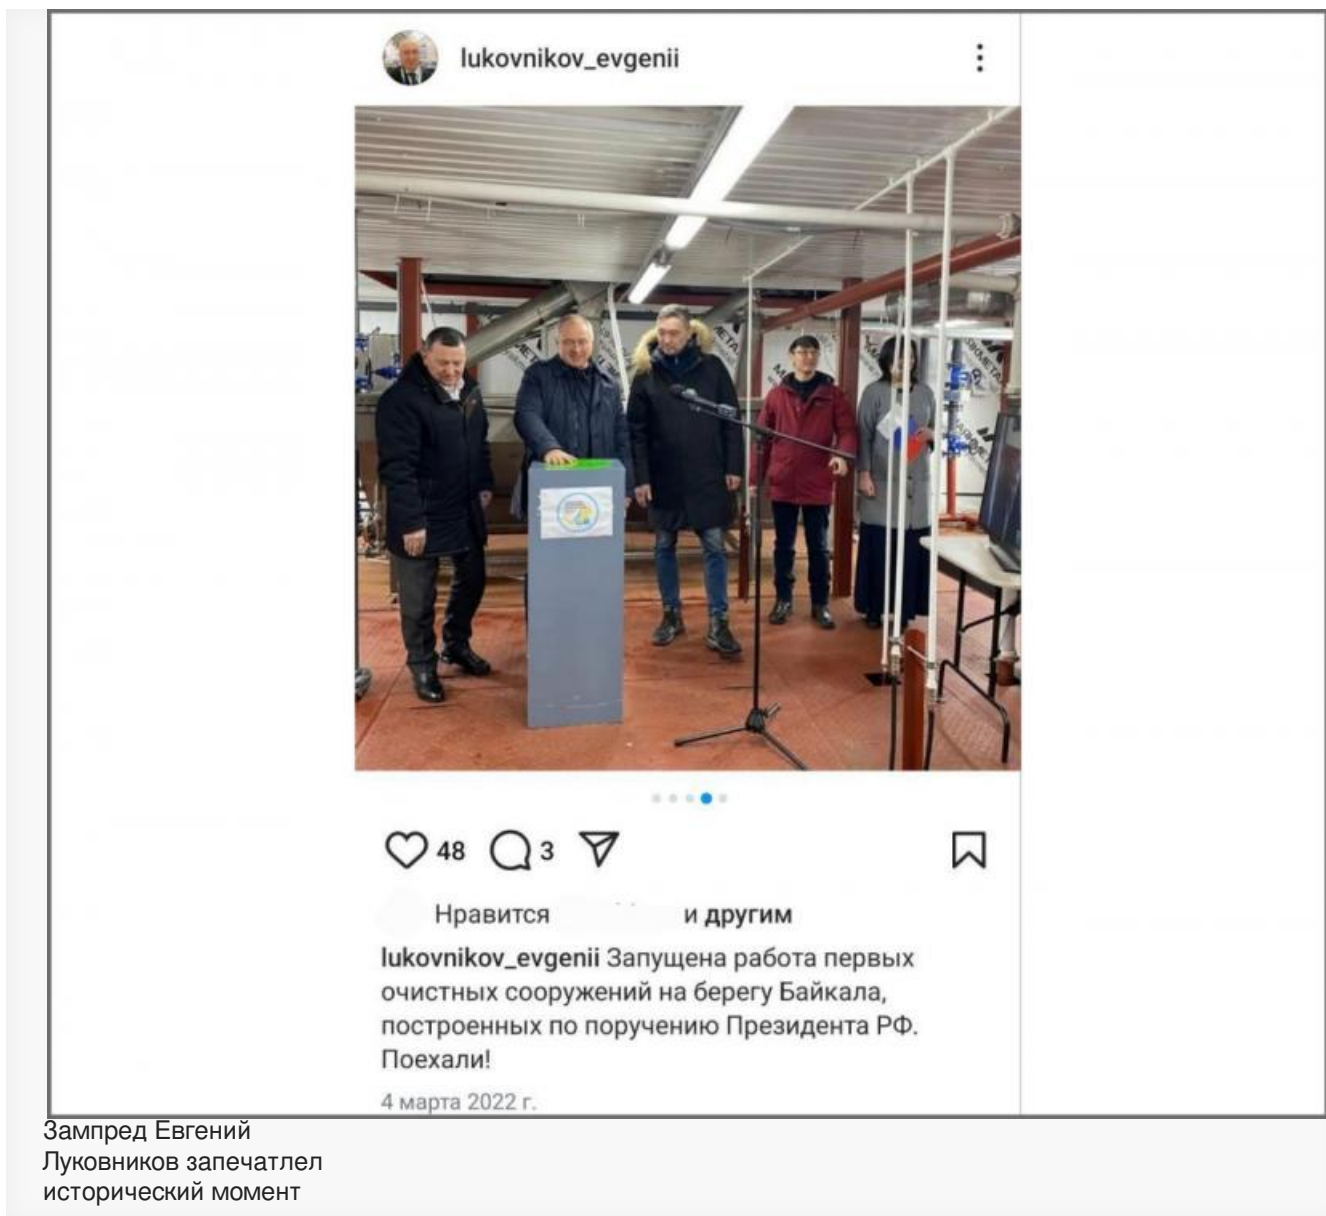 lukovnikov_evgenii
48
3
Нравится и другим
lukovnikov_evgenii Запущена работа первых
очистных сооружений на берегу Байкала,
построенных по поручению Президента РФ.
Поехали!
4 марта 2022 г.
Зампред Евгений
Луковников запечатлел
исторический момент